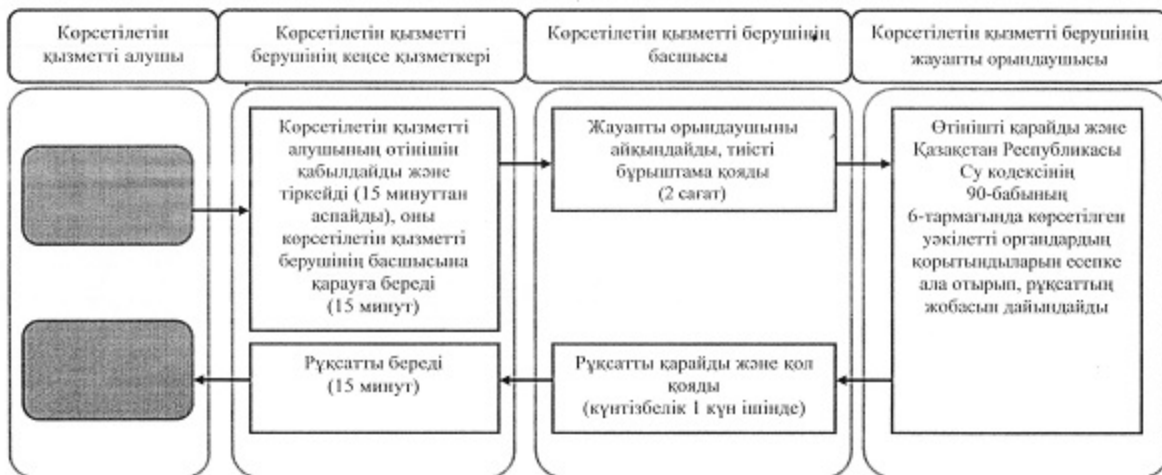 Көрсетілетін
қызметті алушы
Көрсетілетін қызметті
берушінің кеңсе қызметкері
Көрсетілетін қызметті берушінің
басшысы
Көрсетілетін қызметті берушінің
жауапты орындаушысы
Көрсетілетін қызметті
алушының өтінішін
қабылдайды және
тіркейді (15 минуттан
аспайды), оны
көрсетілетін қызметті
берушінің басшысына
қарауға береді
(15 минут)
Жауапты орындаушыны
айқындайды, тиісті
бұрыштама қояды
(2 сағат)
Өтінішті қарайды және
Қазақстан Республикасы
Су кодексінің
90-бабының
6-тармағында көрсетілген
уәкілетті органдардың
қорытындыларын есепке
ала отырып, рұқсаттың
жобасын дайындайды
Рұқсатты береді
(15 минут)
Рұқсатты қарайды және қол
қояды
(күнтізбелік 1 күн ішінде)